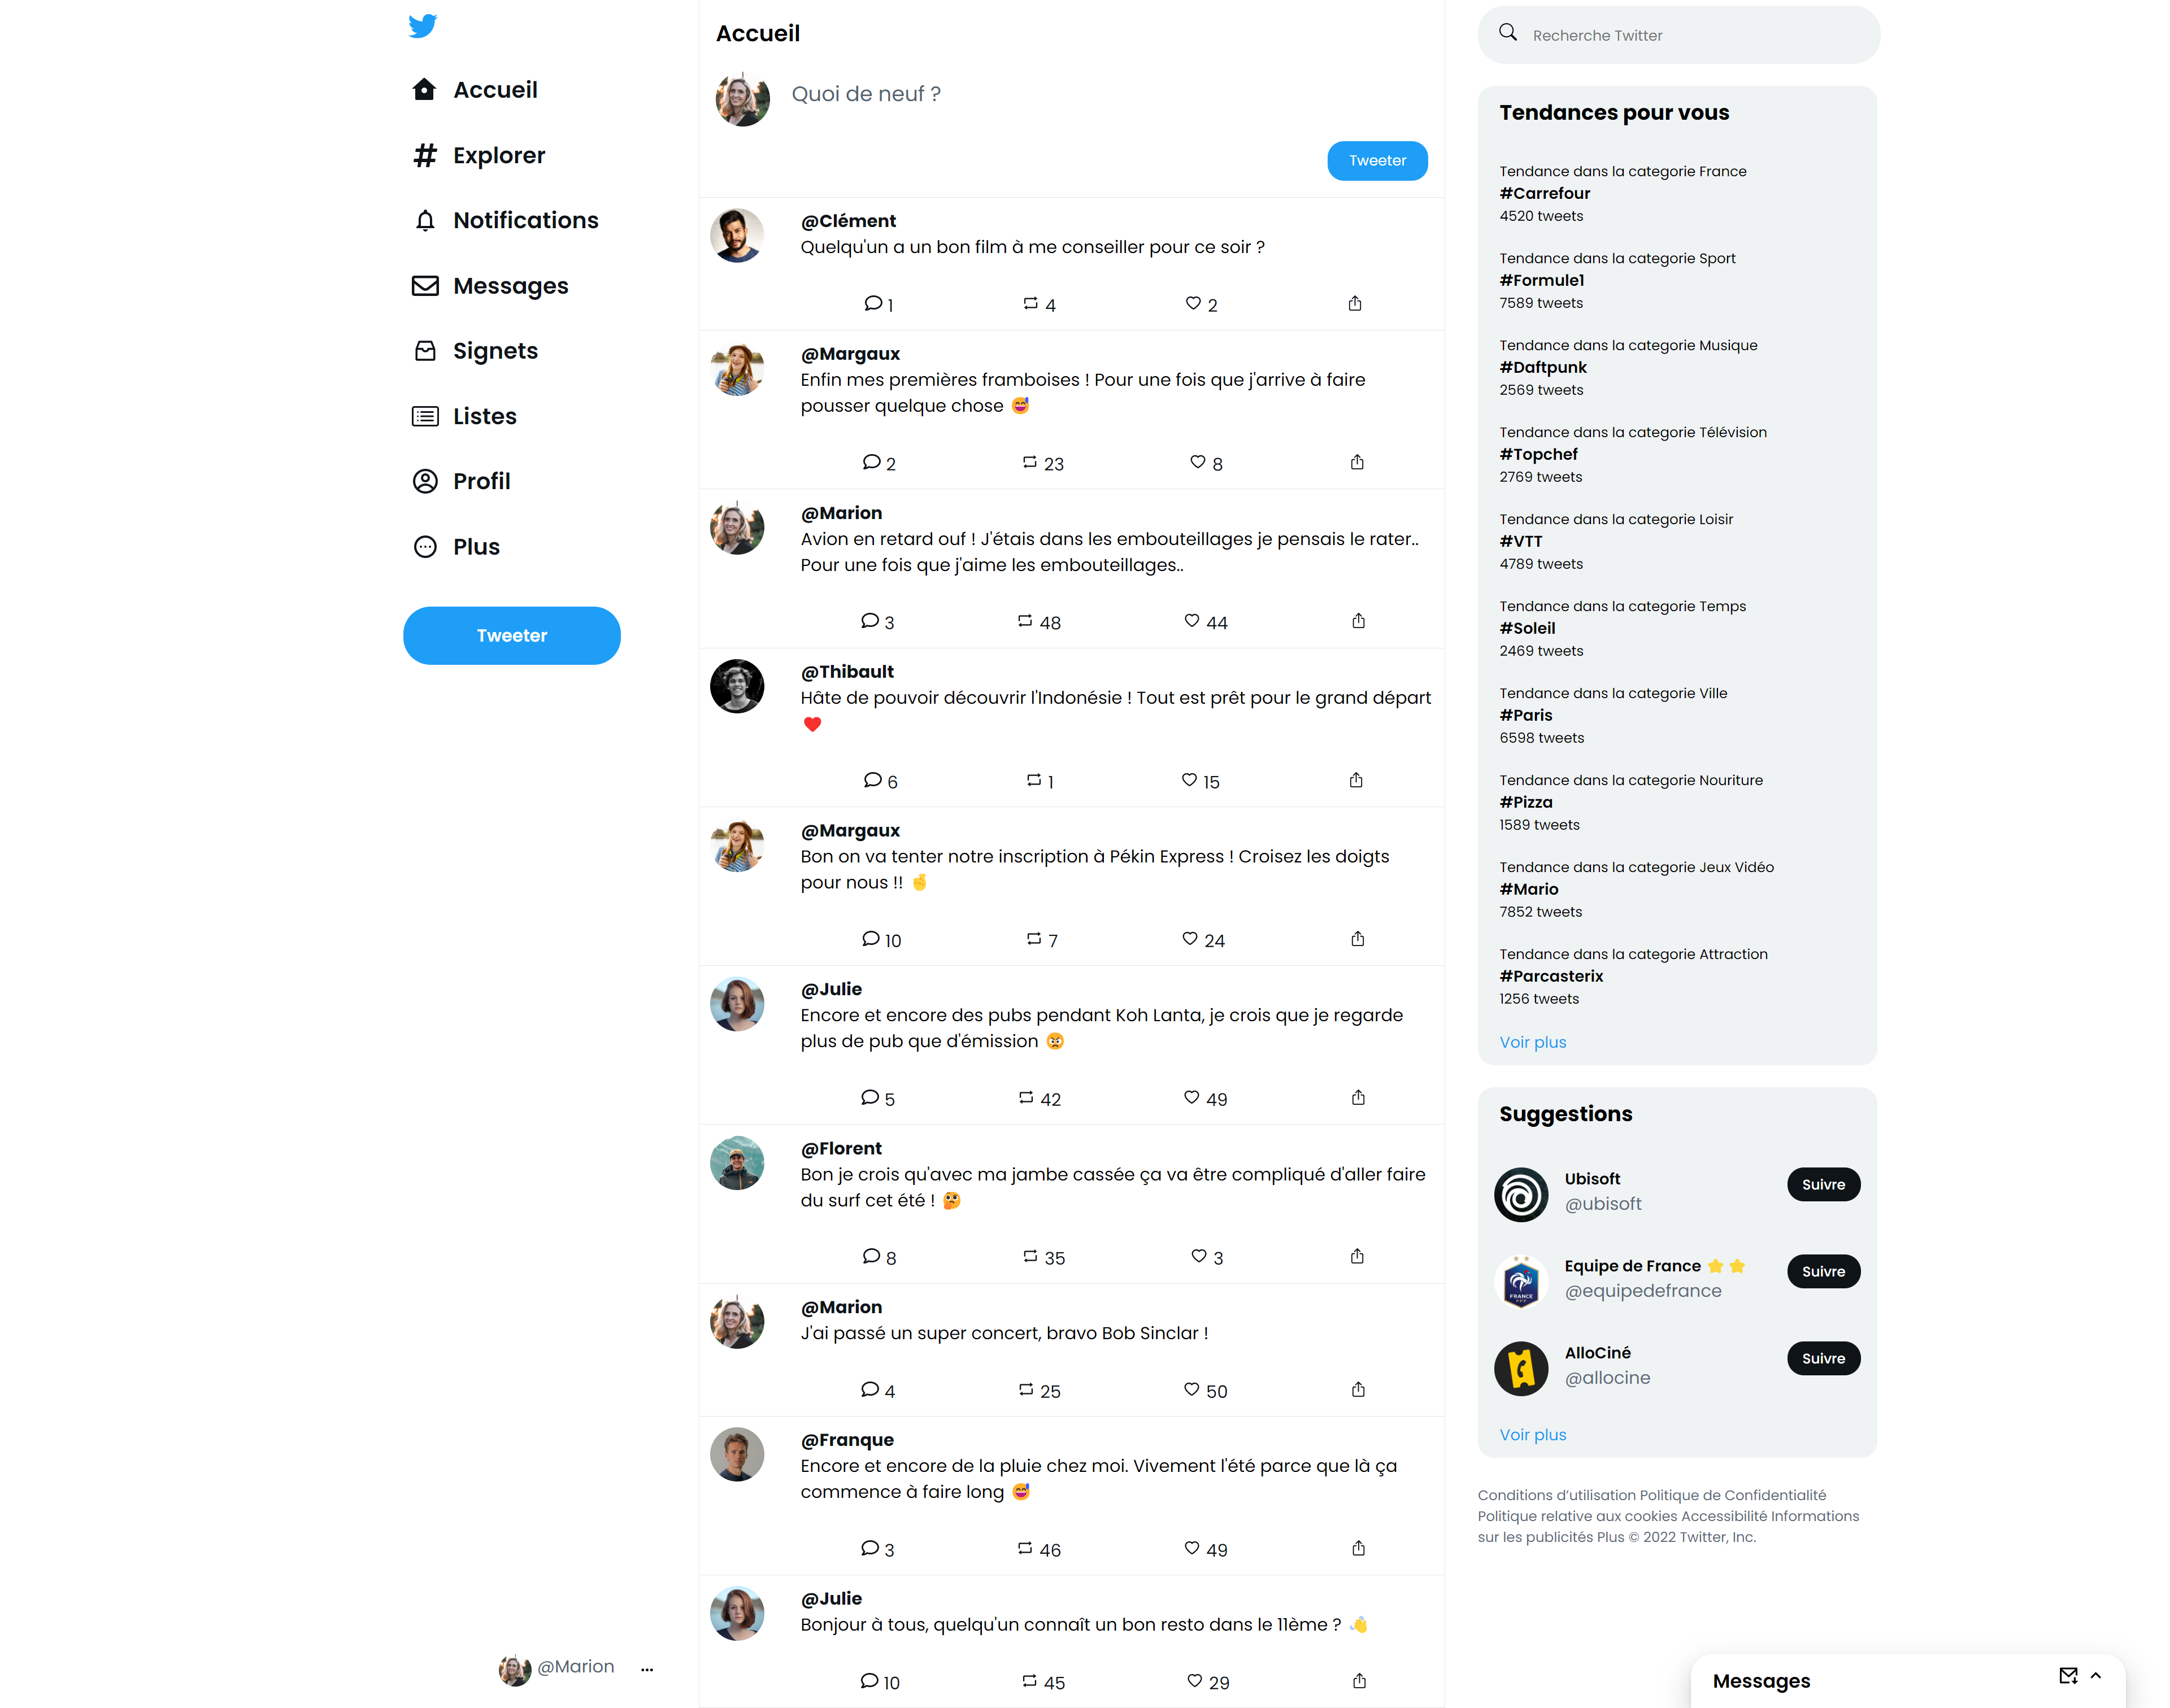 Accueil
Explorer
Notifications
Messages
Signets
Listes
Profil
Plus
Tweeter
@Marion
Accueil
Quoi de neuf ?
Tweeter
@Clément
Quelqu'un a un bon film à me conseiller pour ce soir ?
1 4 2
@Margaux
Enfin mes premières framboises ! Pour une fois que j'arrive à faire
pousser quelque chose 😅
2 23 8
@Marion
Avion en retard ouf ! J'étais dans les embouteillages je pensais le rater..
Pour une fois que j'aime les embouteillages..
3 48 44
@Thibault
Hâte de pouvoir découvrir l'Indonésie ! Tout est prêt pour le grand départ
❤️
6 1 15
@Margaux
Bon on va tenter notre inscription à Pékin Express ! Croisez les doigts
pour nous !! 🤞
10 7 24
@Julie
Encore et encore des pubs pendant Koh Lanta, je crois que je regarde
plus de pub que d'émission 😡
5 42 49
@Florent
Bon je crois qu'avec ma jambe cassée ça va être compliqué d'aller faire
du surf cet été ! 🤔
8 35 3
@Marion
J'ai passé un super concert, bravo Bob Sinclar !
4 25 50
@Franque
Encore et encore de la pluie chez moi. Vivement l'été parce que là ça
commence à faire long 😅
3 46 49
@Julie
Bonjour à tous, quelqu'un connaît un bon resto dans le 11ème ? 👋
10 45 29
Recherche Twitter
Tendances pour vous
Tendance dans la categorie France
#Carrefour
4520 tweets
Tendance dans la categorie Sport
#Formule1
7589 tweets
Tendance dans la categorie Musique
#Daftpunk
2569 tweets
Tendance dans la categorie Télévision
#Topchef
2769 tweets
Tendance dans la categorie Loisir
#VTT
4789 tweets
Tendance dans la categorie Temps
#Soleil
2469 tweets
Tendance dans la categorie Ville
#Paris
6598 tweets
Tendance dans la categorie Nouriture
#Pizza
1589 tweets
Tendance dans la categorie Jeux Vidéo
#Mario
7852 tweets
Tendance dans la categorie Attraction
#Parcasterix
1256 tweets
Voir plus
Suggestions
Ubisoft
@ubisoft
Suivre
FRANCE
FFF
Equipe de France ⭐ ⭐
@equipedefrance
Suivre
AlloCiné
@allocine
Suivre
Voir plus
Conditions d’utilisation Politique de Confidentialité
Politique relative aux cookies Accessibilité Informations
sur les publicités Plus © 2022 Twitter, Inc.
Messages